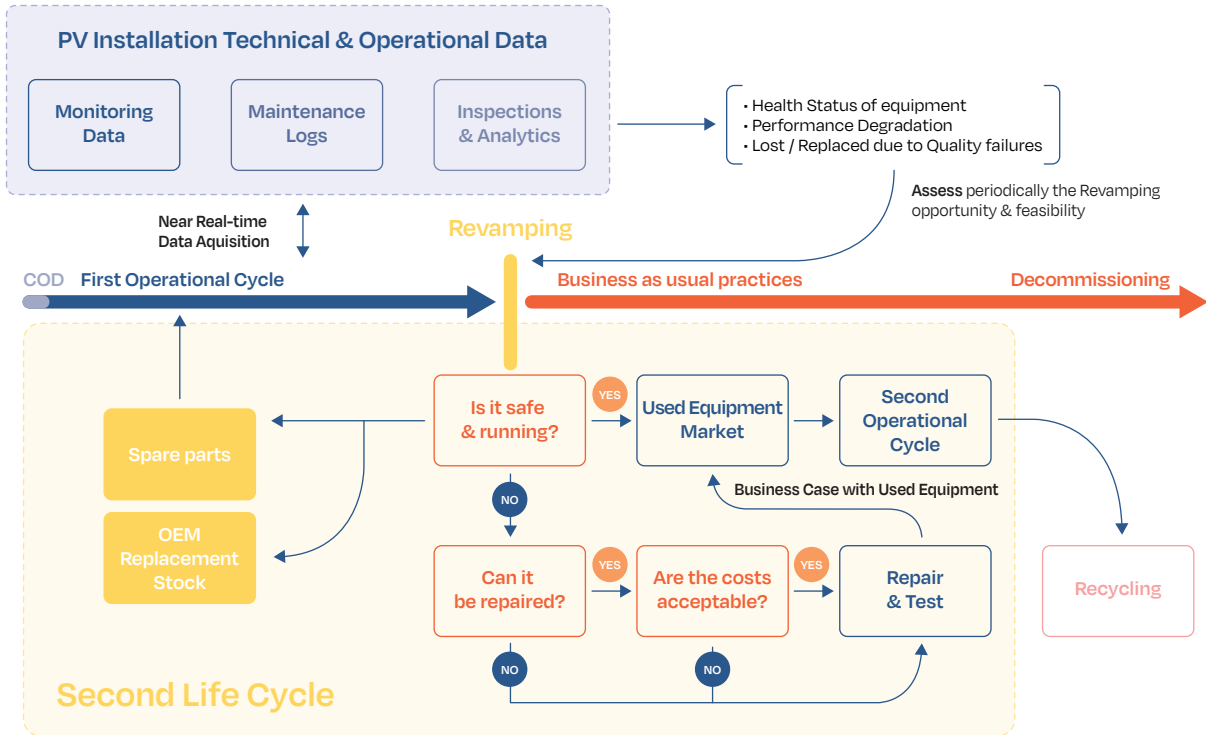 PV Installation Technical & Operational Data
Monitoring
Data
Maintenance
Logs
Inspections
& Analytics
• Health Status of equipment
• Performance Degradation
• Lost / Replaced due to Quality failures
Assess periodically the Revamping
opportunity & feasibility
Near Real-time
Data Aquisition
Revamping
COD
First Operational Cycle
Business as usual practices
Decommissioning
Is it safe
& running?
YES
Used Equipment
Market
Second
Operational
Cycle
Spare parts
OEM
Replacement
Stock
NO
Business Case with Used Equipment
Can it
be repaired?
YES
Are the costs
acceptable?
YES
Repair
& Test
Recycling
NO
NO
Second Life Cycle